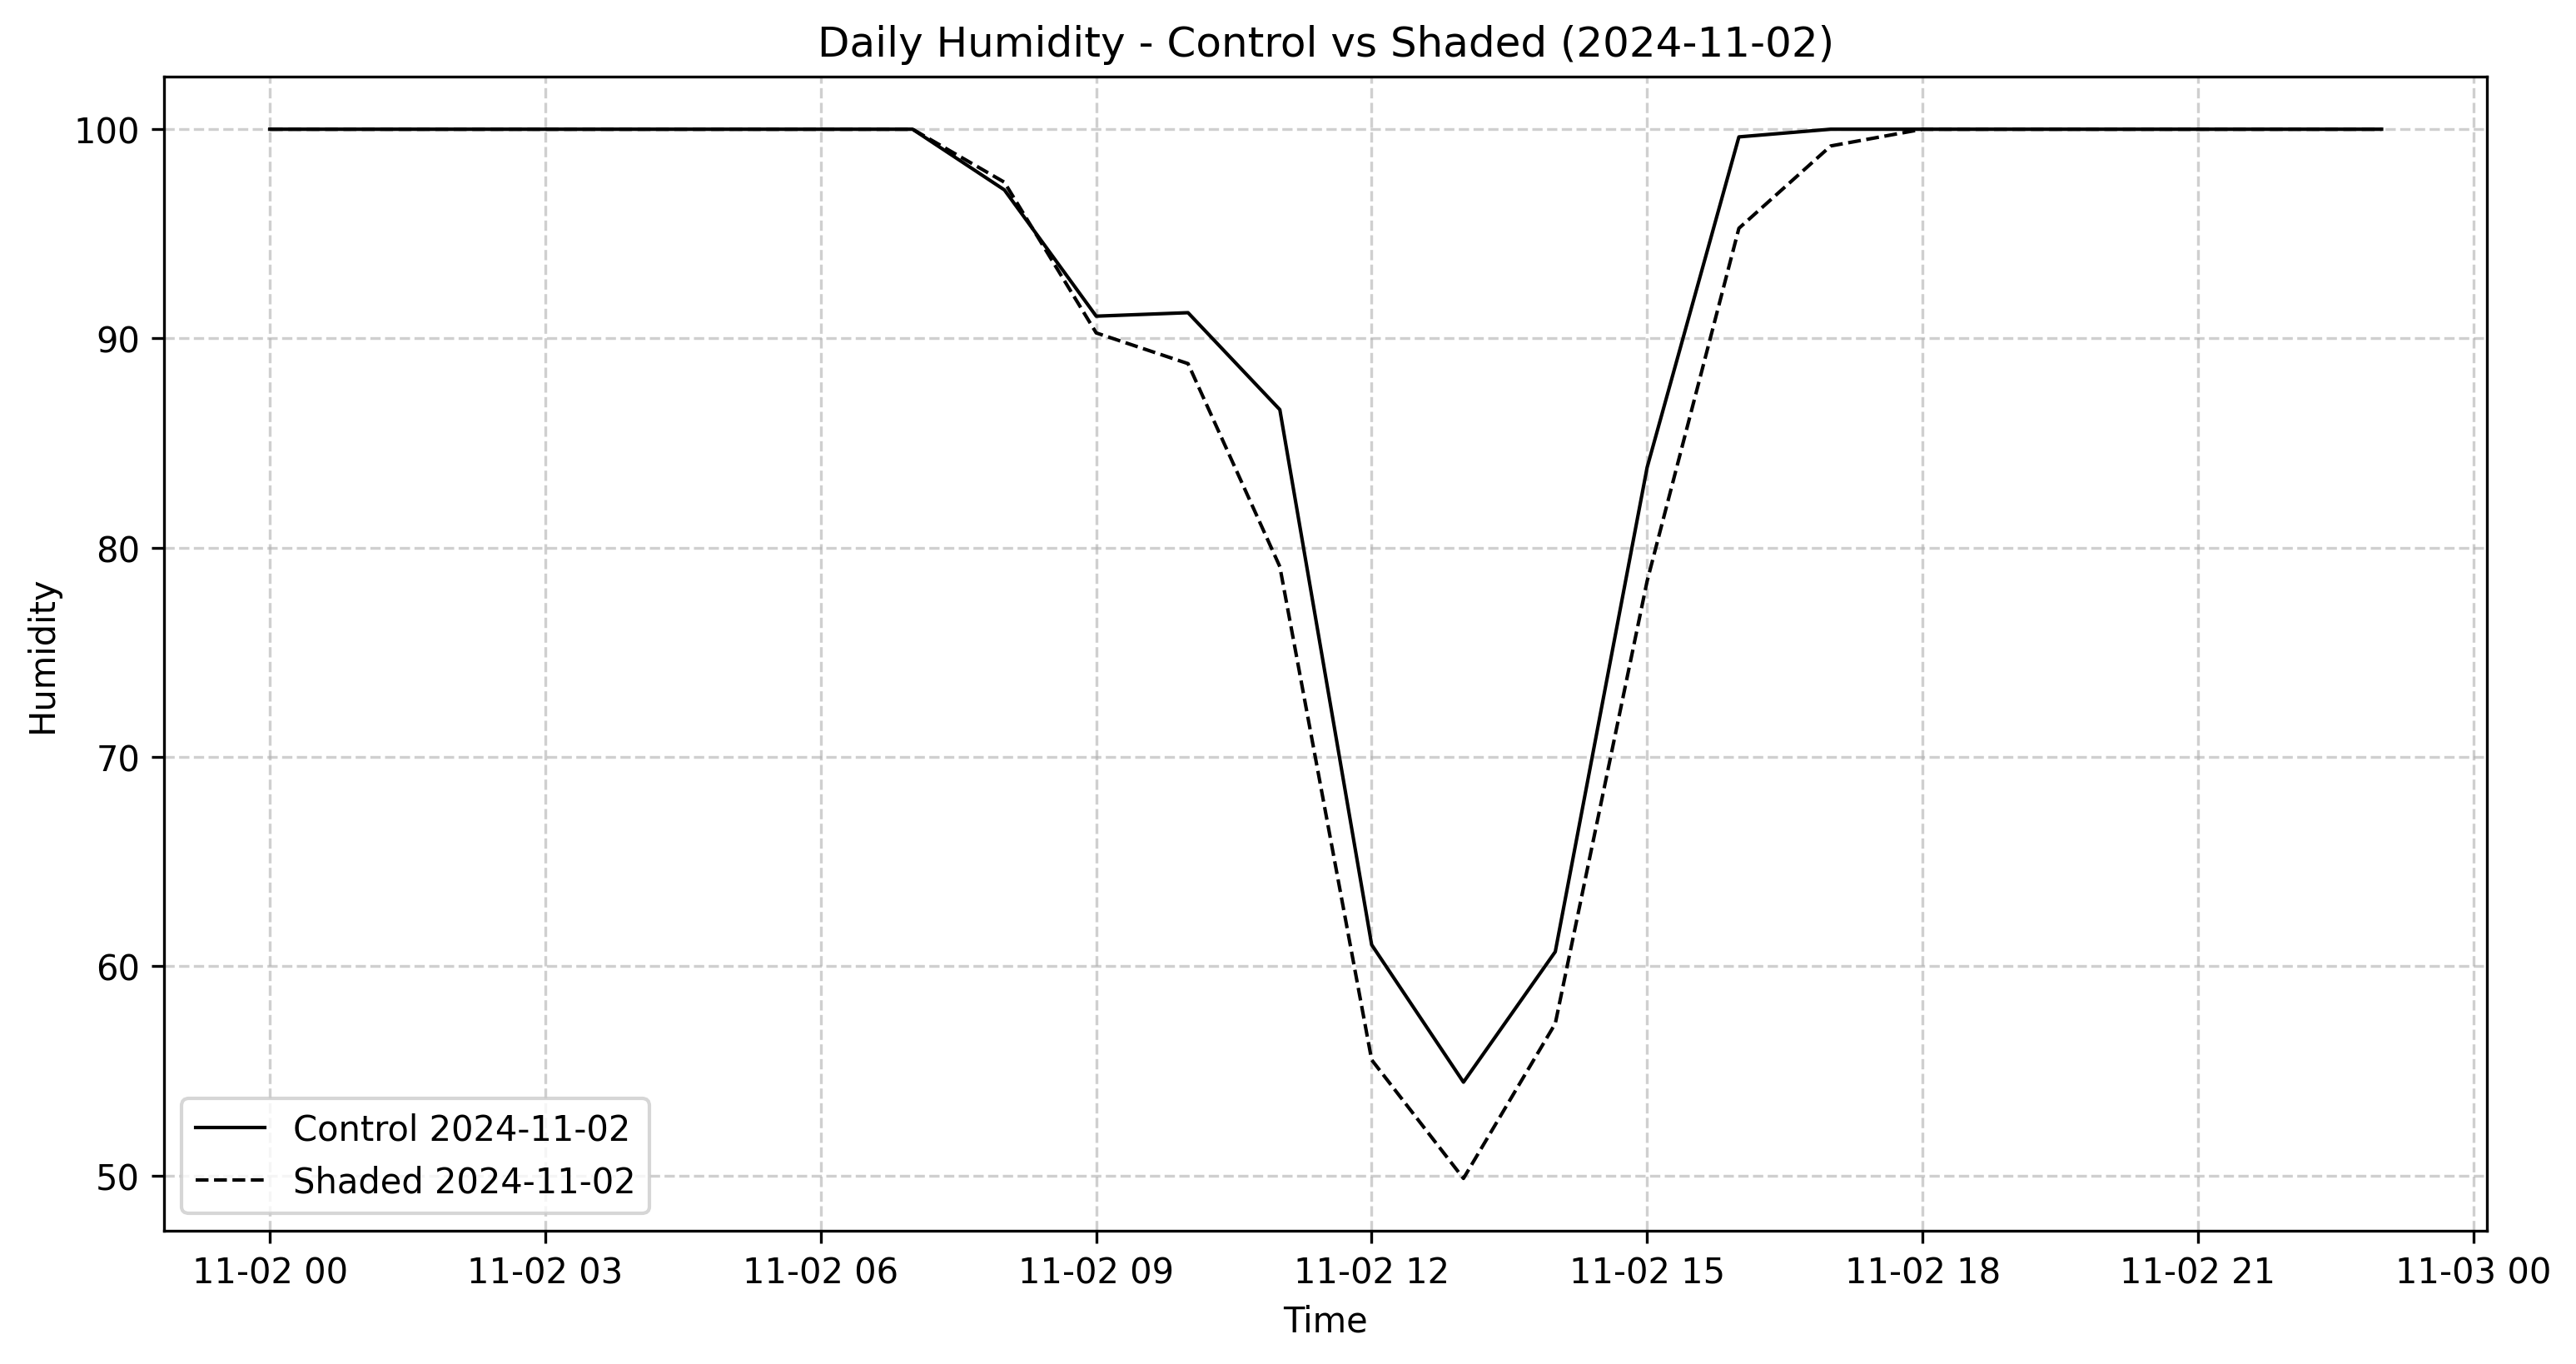 Daily Humidity - Control vs Shaded (2024-11-02)
Humidity
100
90
80
70
60
50
Control 2024-11-02
Shaded 2024-11-02
11-02 00 11-02 03 11-02 06 11-02 09 11-02 12 11-02 15 11-02 18 11-02 21 11-03 00
Time